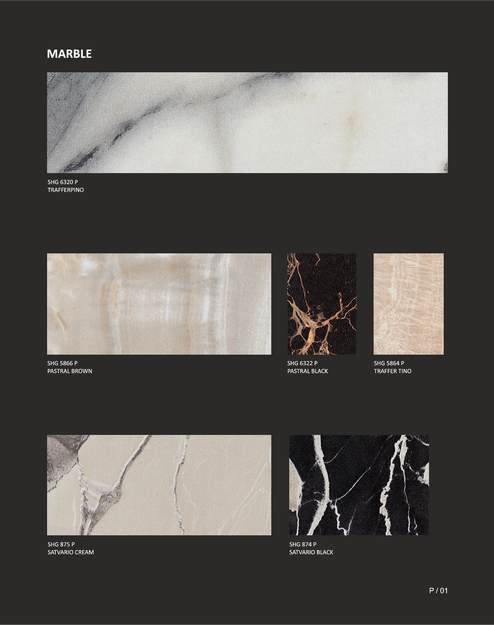 MARBLE
SHG 6320 P
TRAFFERPINO
SHG 5866 P
PASTRAL BROWN
SHG 6322 P
PASTRAL BLACK
SHG 5864 P
TRAFFER TINO
SHG 875 P
SATVARIO CREAM
SHG 874 P
SATVARIO BLACK
P / 01